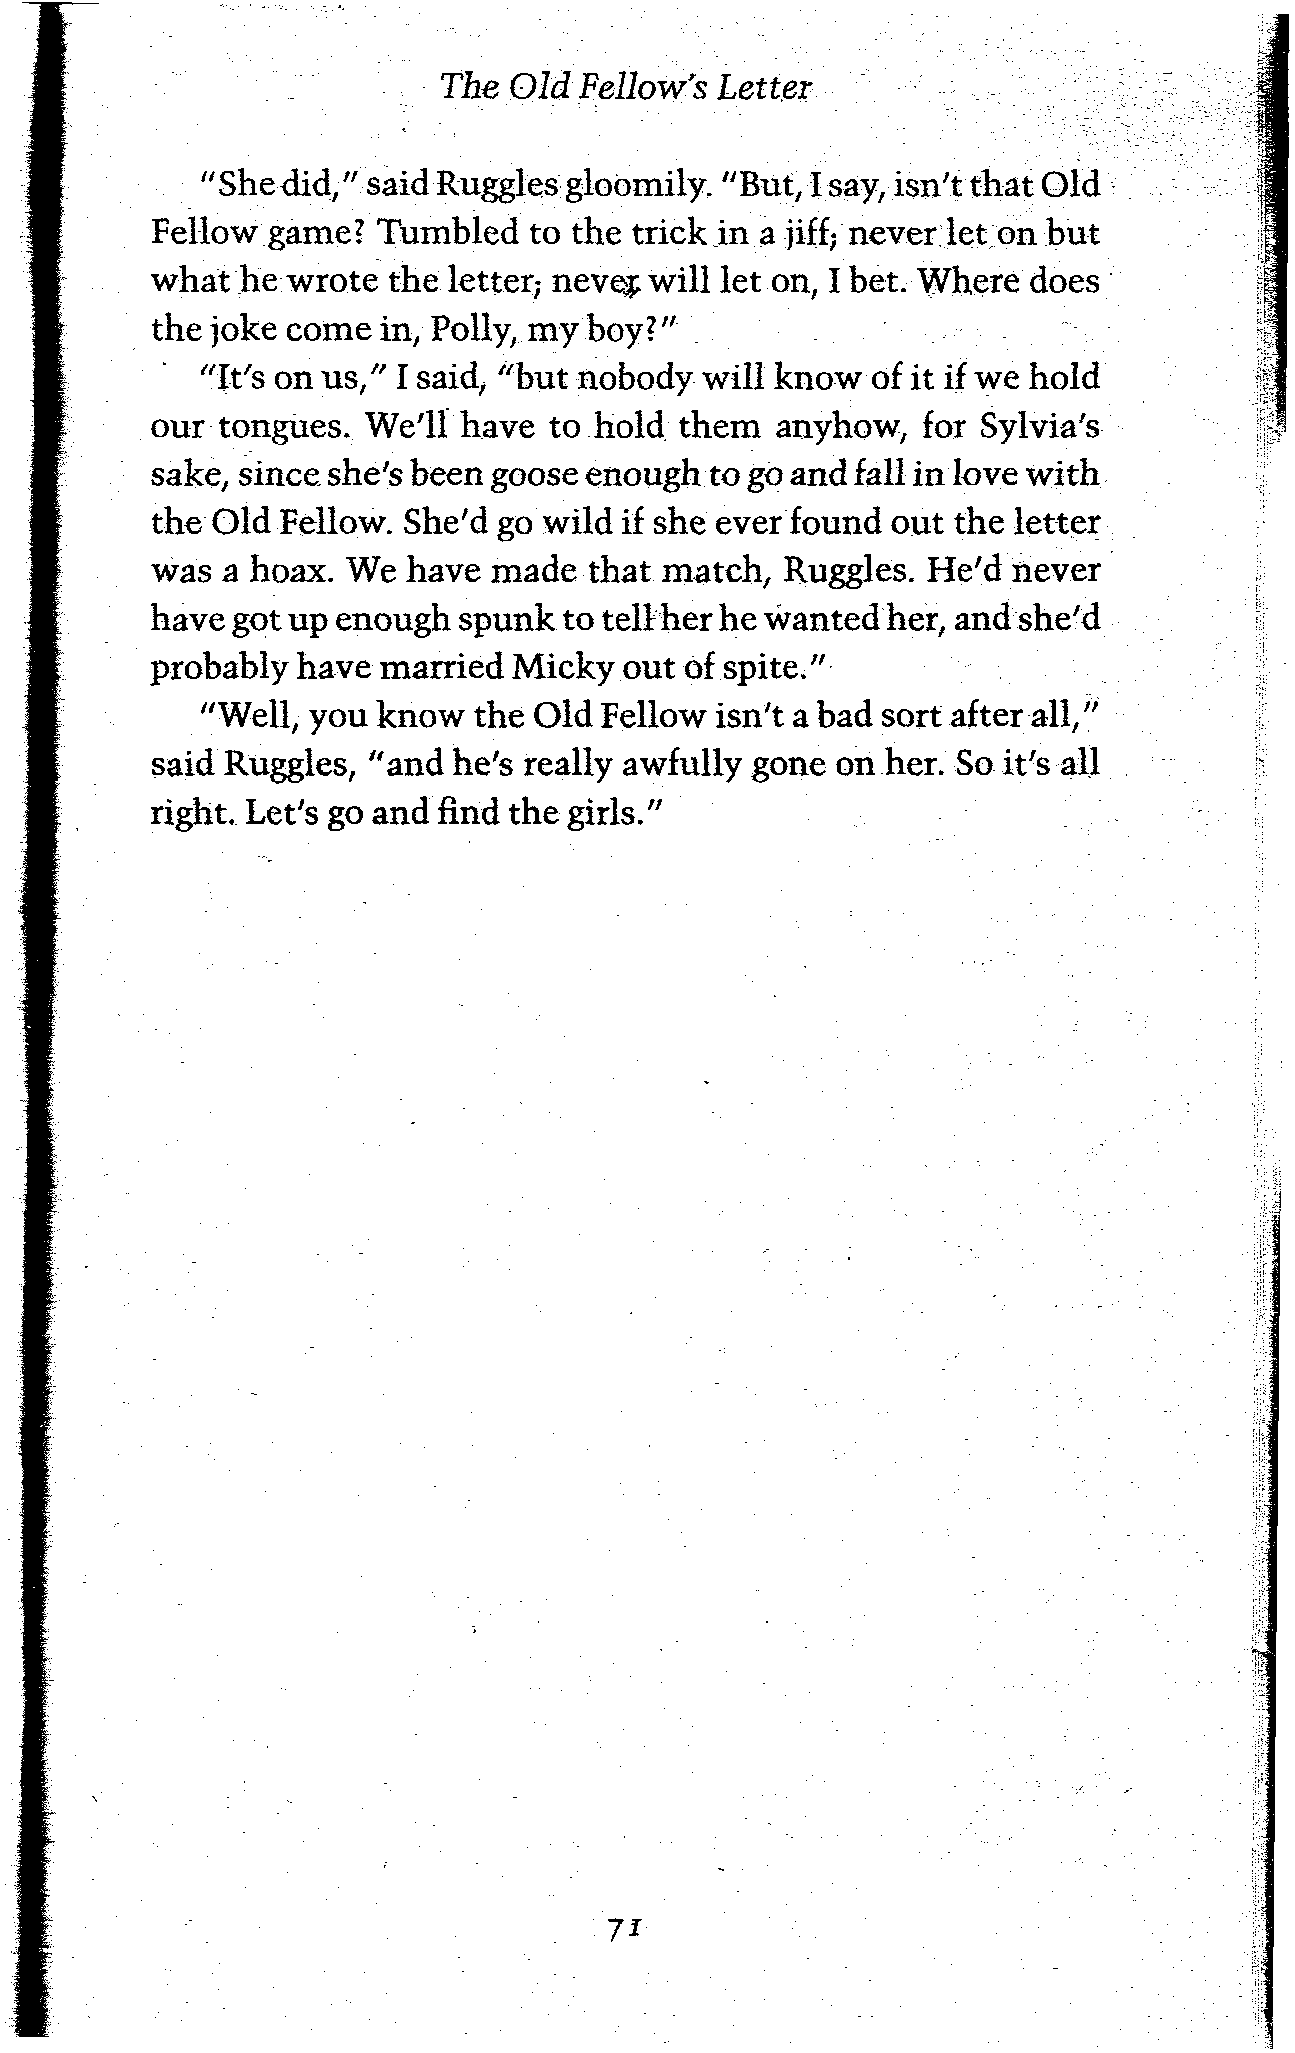 The Old Fellow's Letter
"She did," said Ruggles gloomily. "But, I say, isn't that Old
Fellow game? Tumbled to the trick in a jiff; never let on but
what he wrote the letter; never will let on, I bet. Where does
the joke come in, Polly, my boy?"
"It's on us," I said, "but nobody will know of it if we hold
our tongues. We'll have to hold them anyhow, for Sylvia's
sake, since she's been goose enough to go and fall in love with
the Old Fellow. She'd go wild if she ever found out the letter
was a hoax. We have made that match, Ruggles. He'd never
have got up enough spunk to tell her he wanted her, and she'd
probably have married Micky out of spite."
"Well, you know the Old Fellow isn't a bad sort after all,"
said Ruggles, "and he's really awfully gone on her. So it's all
right. Let's go and find the girls."
71